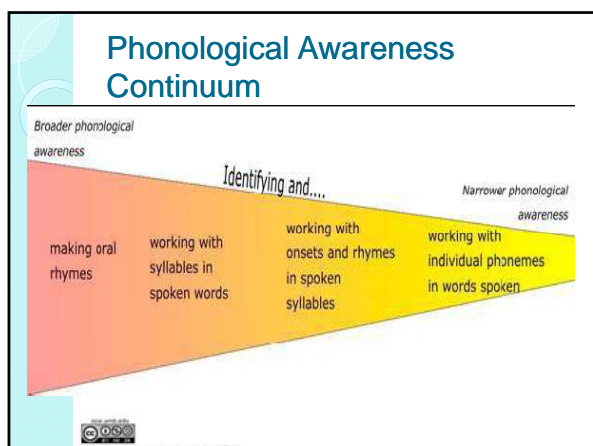 Phonological Awareness
Continuum
Broader phonological
awareness
Identifying and....
Narrower phonological
awareness
making oral
rhymes
working with
syllables in
spoken words
working with
onsets and rhymes
in spoken
syllables
working with
individual phonemes
in words spoken